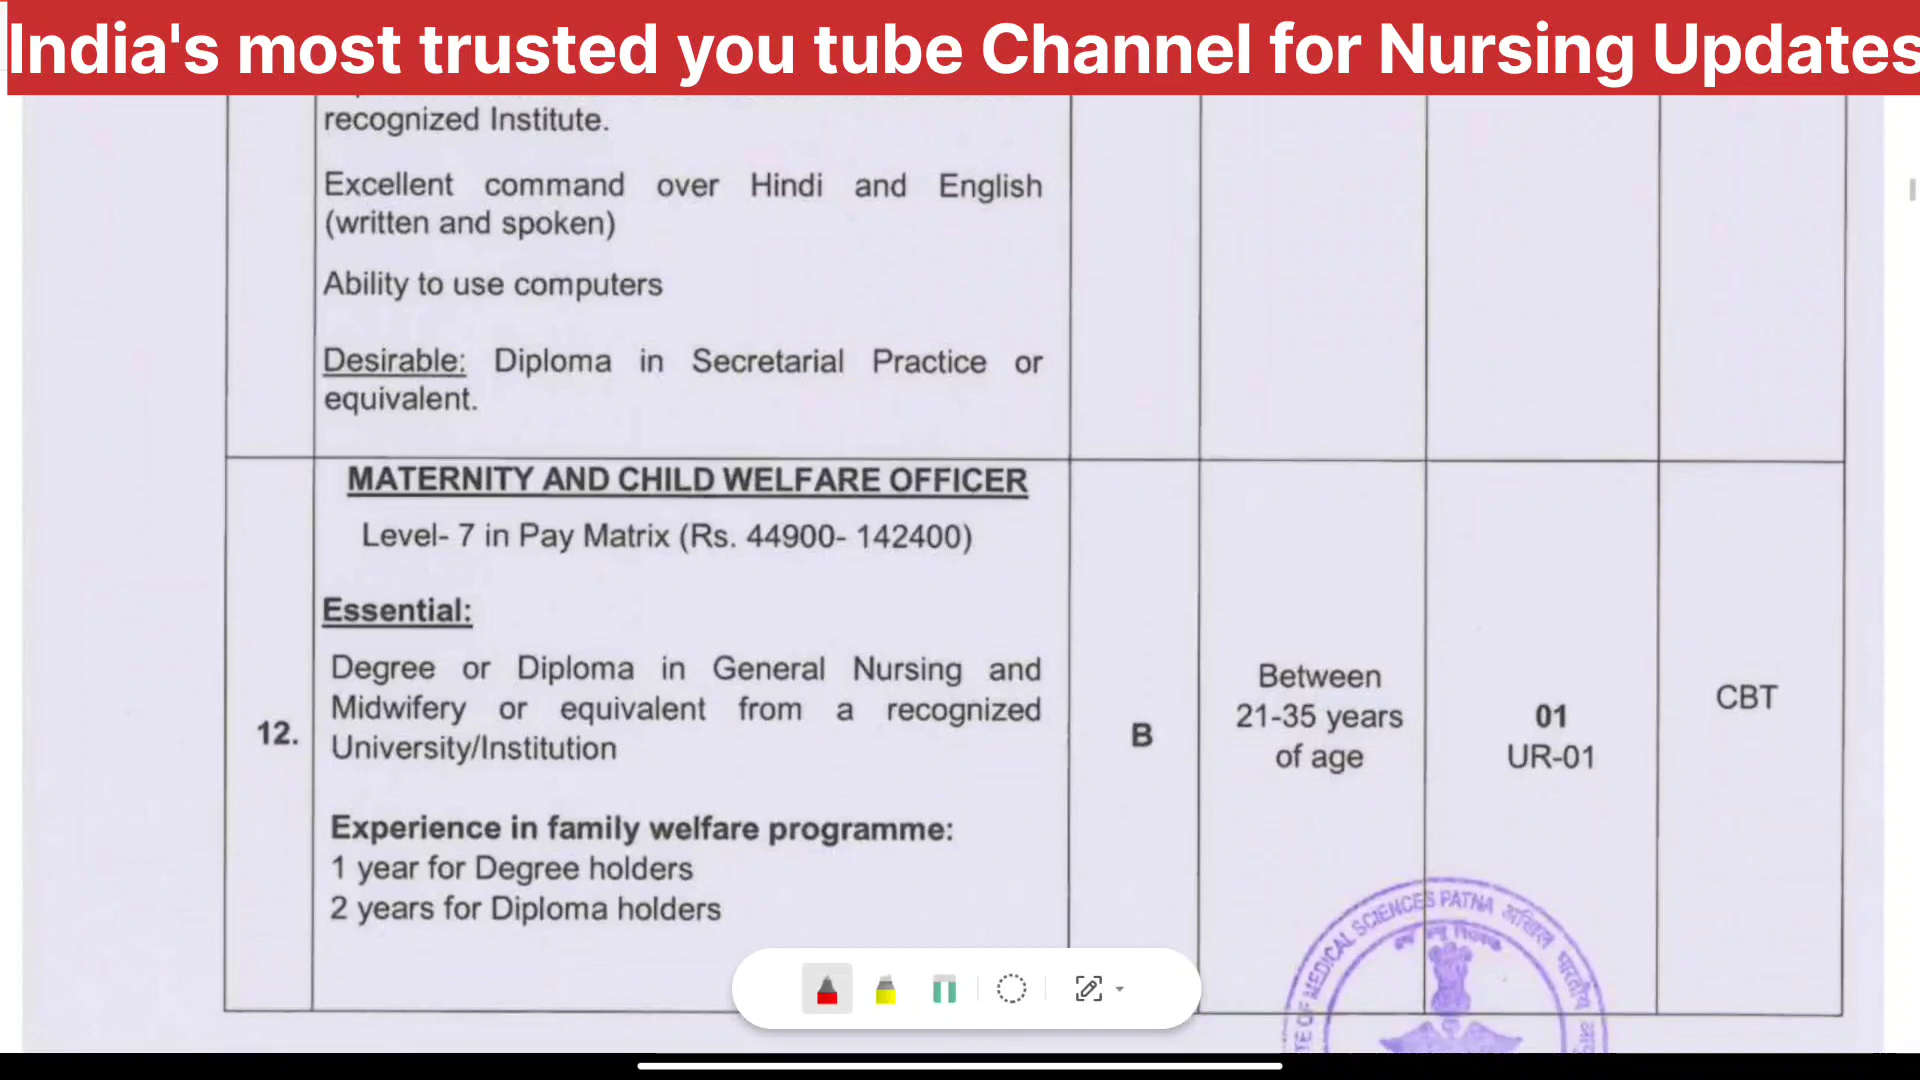 India's most trusted you tube Channel for Nursing Updates
recognized Institute.
Excellent command over Hindi and English
(written and spoken)
Ability to use computers
Desirable: Diploma in Secretarial Practice or
equivalent.
MATERNITY AND CHILD WELFARE OFFICER
Level- 7 in Pay Matrix (Rs. 44900- 142400)
Essential:
Degree or Diploma in General Nursing and
Midwifery or equivalent from a recognized
University/Institution
12.
Experience in family welfare programme:
1 year for Degree holders
2 years for Diploma holders
B
Between
21-35 years
of age
01
UR-01
CBT
OF MEDICAL SCIENCES PATNA अखिल भारतीय